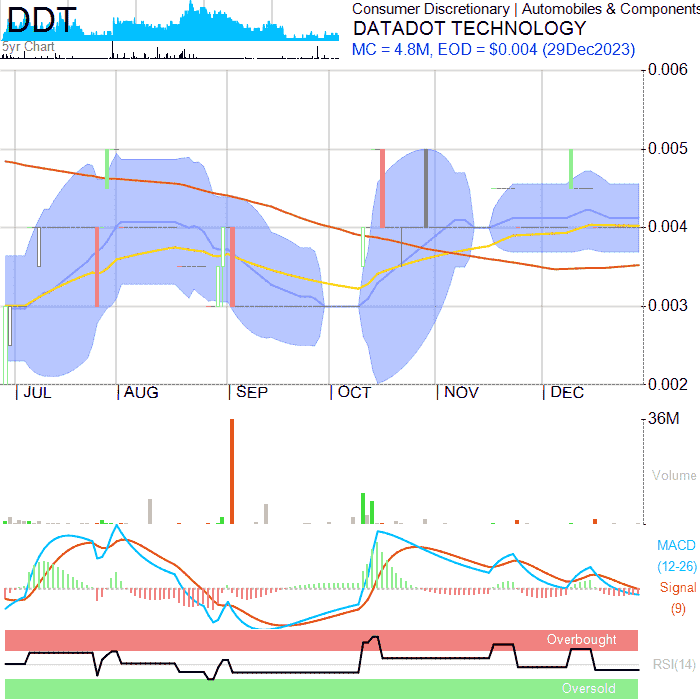 DDT
5yr Chart
Consumer Discretionary | Automobiles & Components
DATADOT TECHNOLOGY
MC = 4.8M, EOD = $0.004 (29Dec2023)
0.006
0.005
0.004
0.003
0.002
JUL AUG SEP OCT NOV DEC
36M
Volume
MACD
(12-26)
Signal
(9)
Overbought
RSI(14)
Oversold